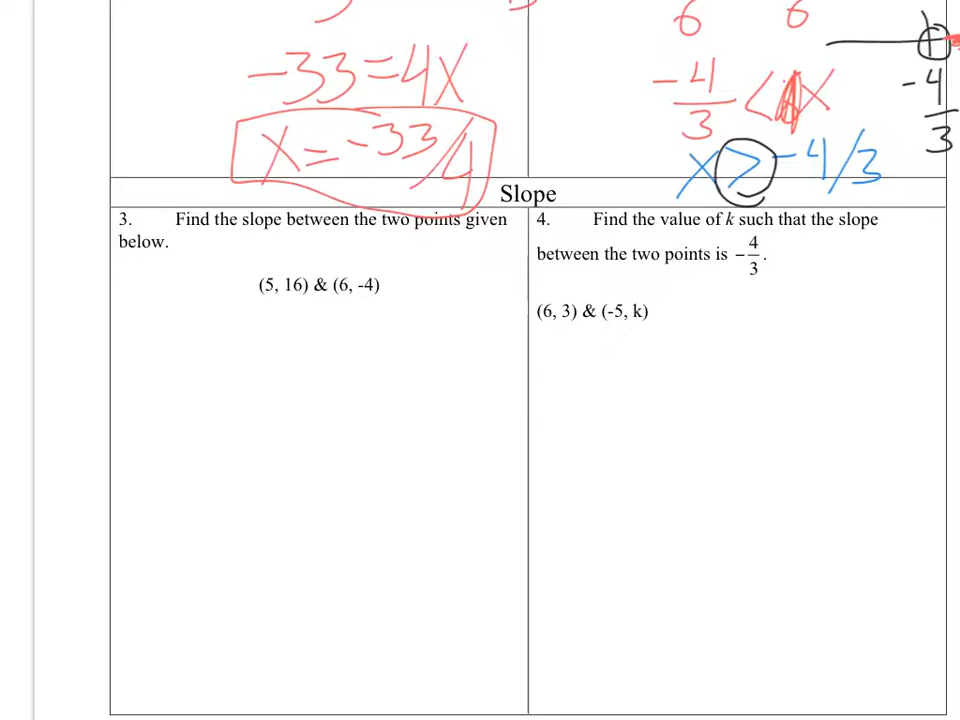 6 6
-33=4x
-4/3 < x
-4
3
x=-33/4
x > -4/3
Slope
3. Find the slope between the two points given
below.
(5, 16) & (6, -4)
4. Find the value of k such that the slope
between the two points is -4/3.
(6, 3) & (-5, k)